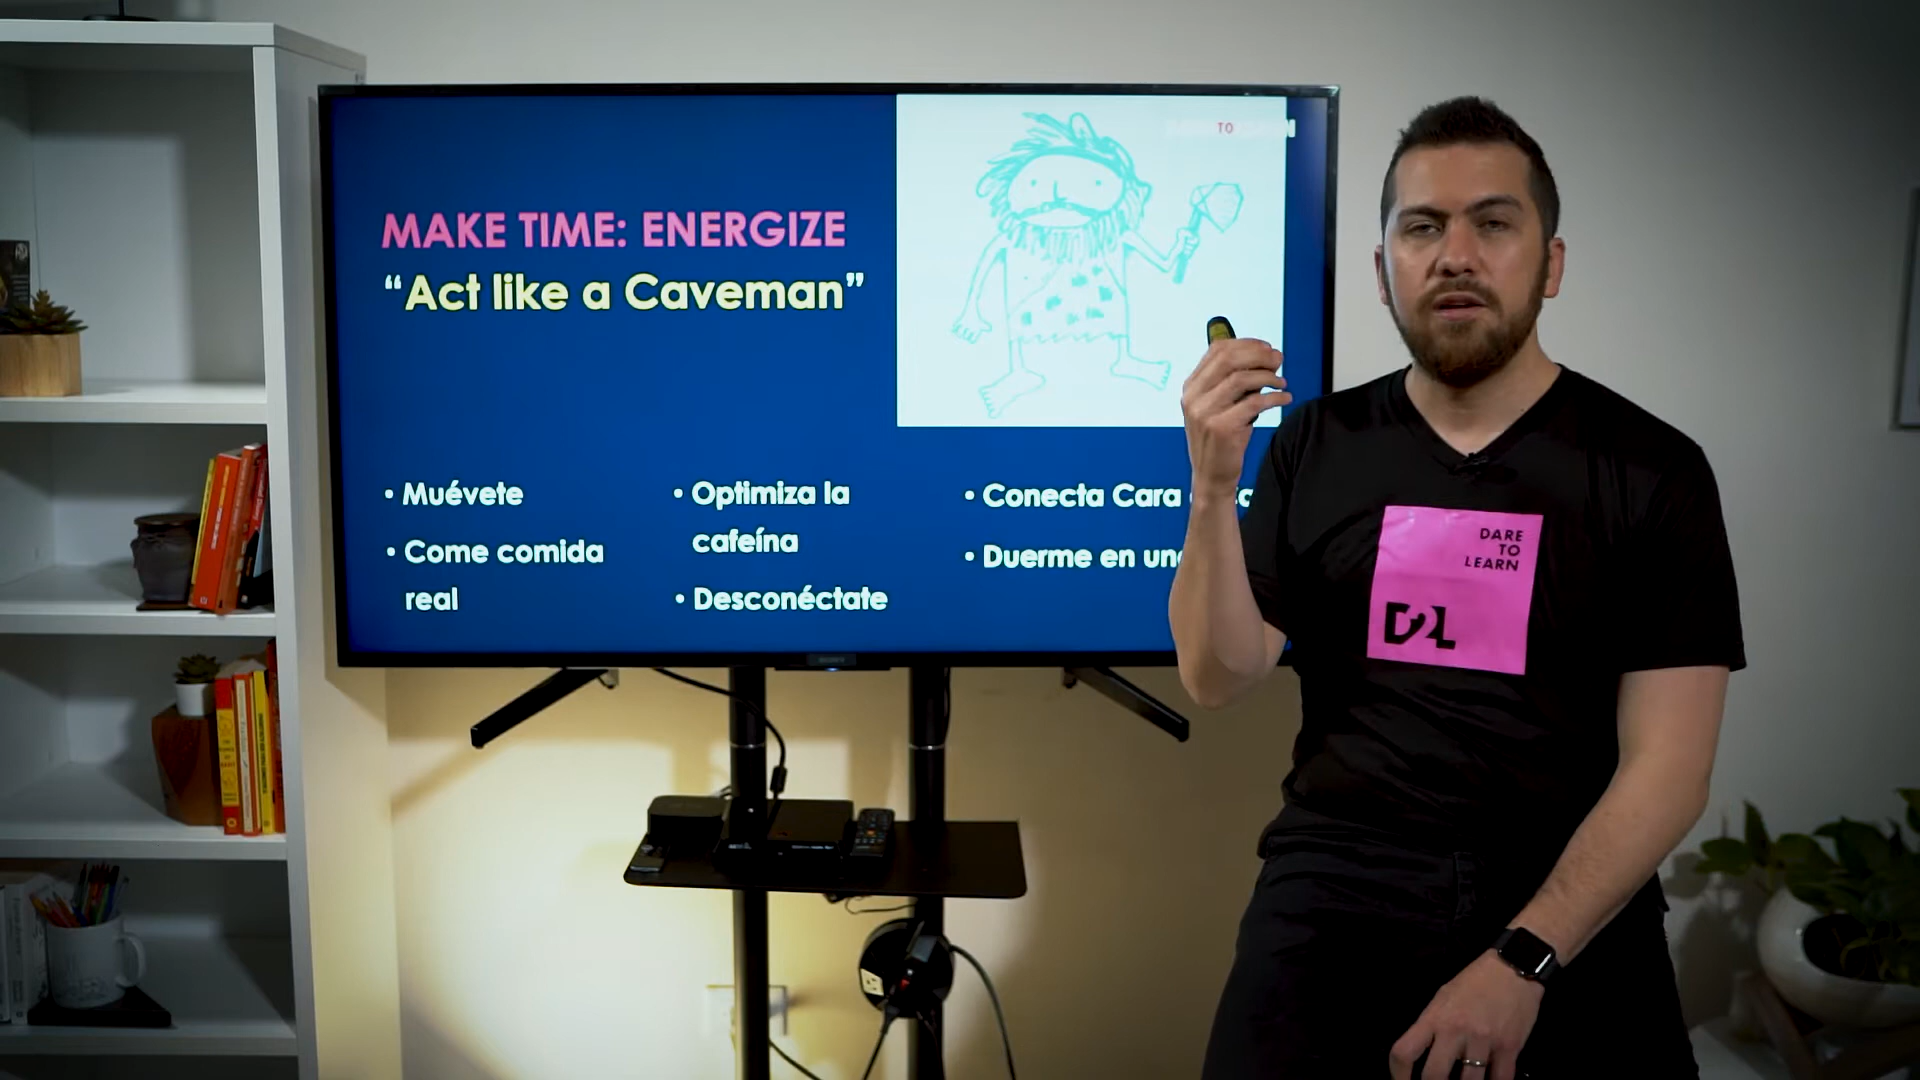 TO
MAKE TIME: ENERGIZE
“Act like a Caveman”
• Muévete
• Come comida
real
• Optimiza la
cafeína
• Desconéctate
• Conecta Cara
• Duerme en
DARE
TO
LEARN
D2L
SONY